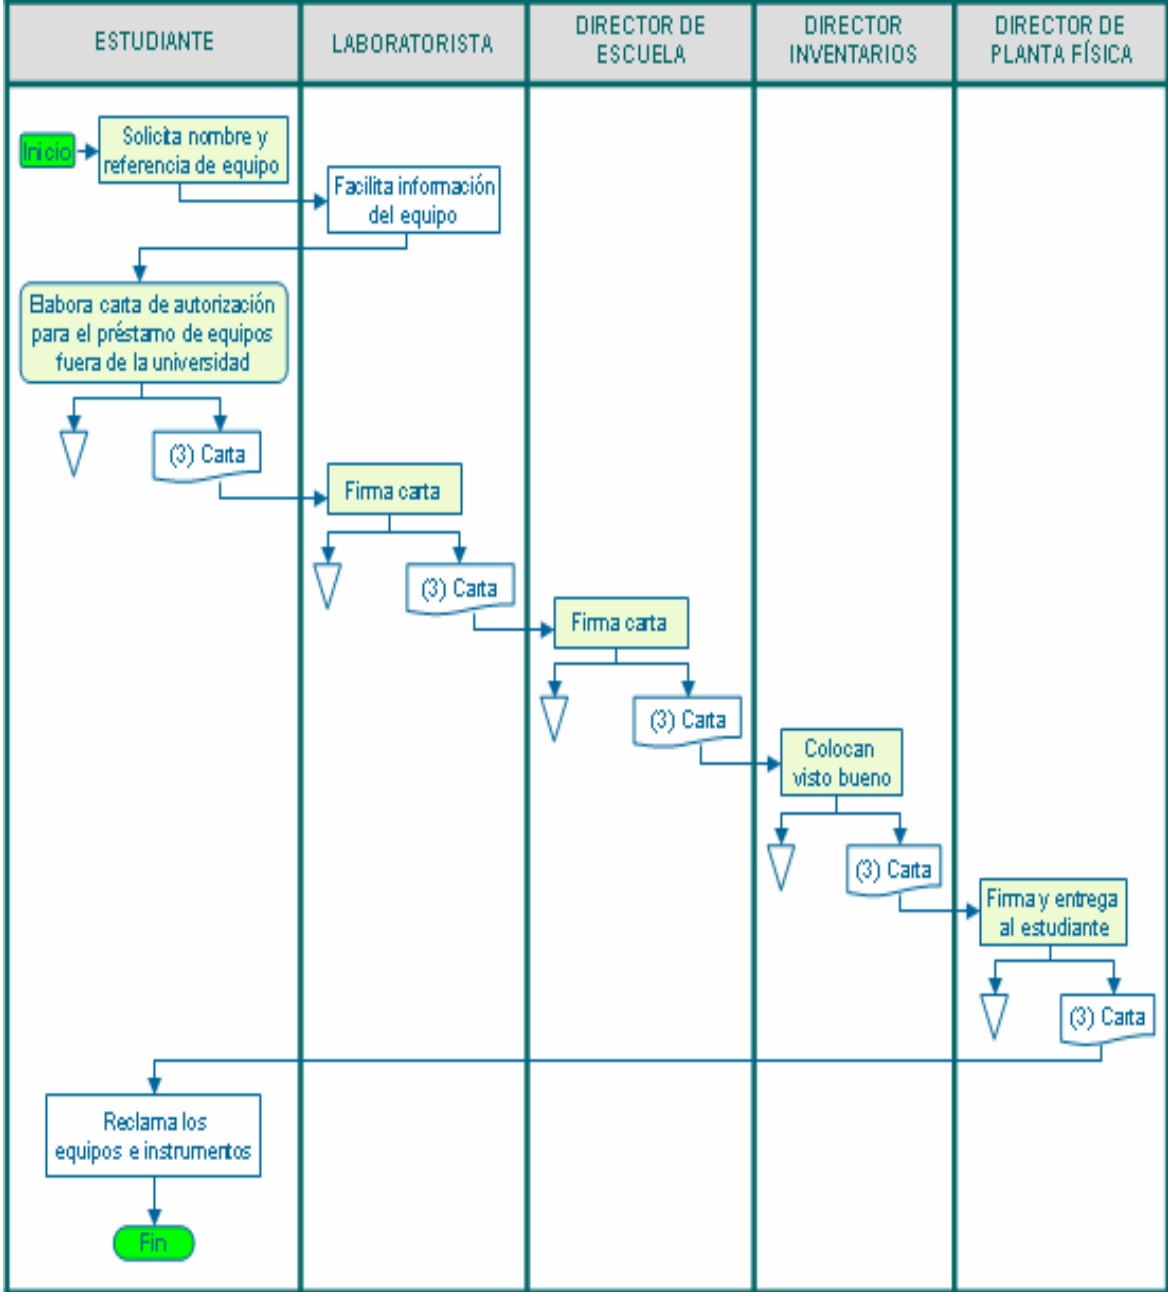 ESTUDIANTE
LABORATORISTA
DIRECTOR DE
ESCUELA
DIRECTOR
INVENTARIOS
DIRECTOR DE
PLANTA FÍSICA
Inicio
Solicita nombre y
referencia de equipo
Facilita información
del equipo
Elabora carta de autorización
para el préstamo de equipos
fuera de la universidad
(3) Carta
Firma carta
(3) Carta
Firma carta
(3) Carta
Colocan
visto bueno
(3) Carta
Firma y entrega
al estudiante
(3) Carta
Reclama los
equipos e instrumentos
Fin